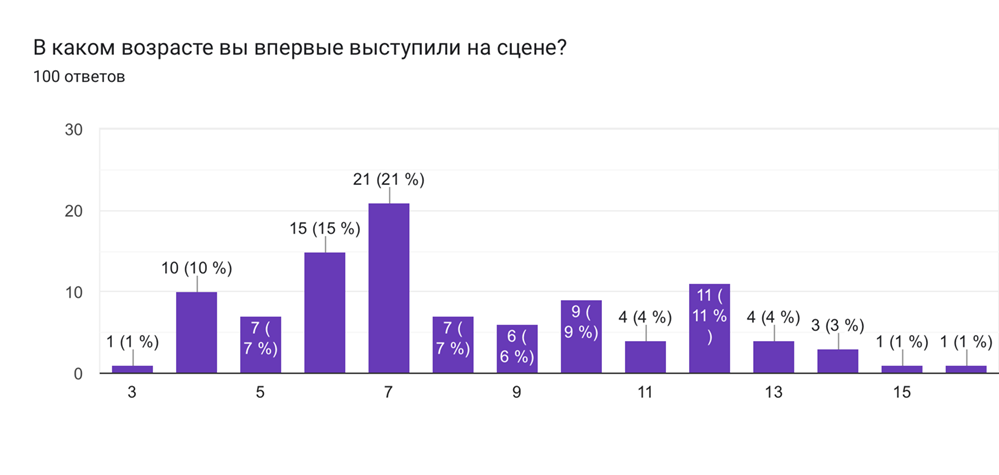 В каком возрасте вы впервые выступили на сцене?
100 ответов
30
20
10
0
1 (1 %)
10 (10 %)
7 (
7 %)
15 (15 %)
21 (21 %)
7 (
7 %)
6 (
6 %)
9 (
9 %)
4 (4 %)
11 (
11 %
)
4 (4 %)
3 (3 %)
1 (1 %)
1 (1 %)
3
5
7
9
11
13
15